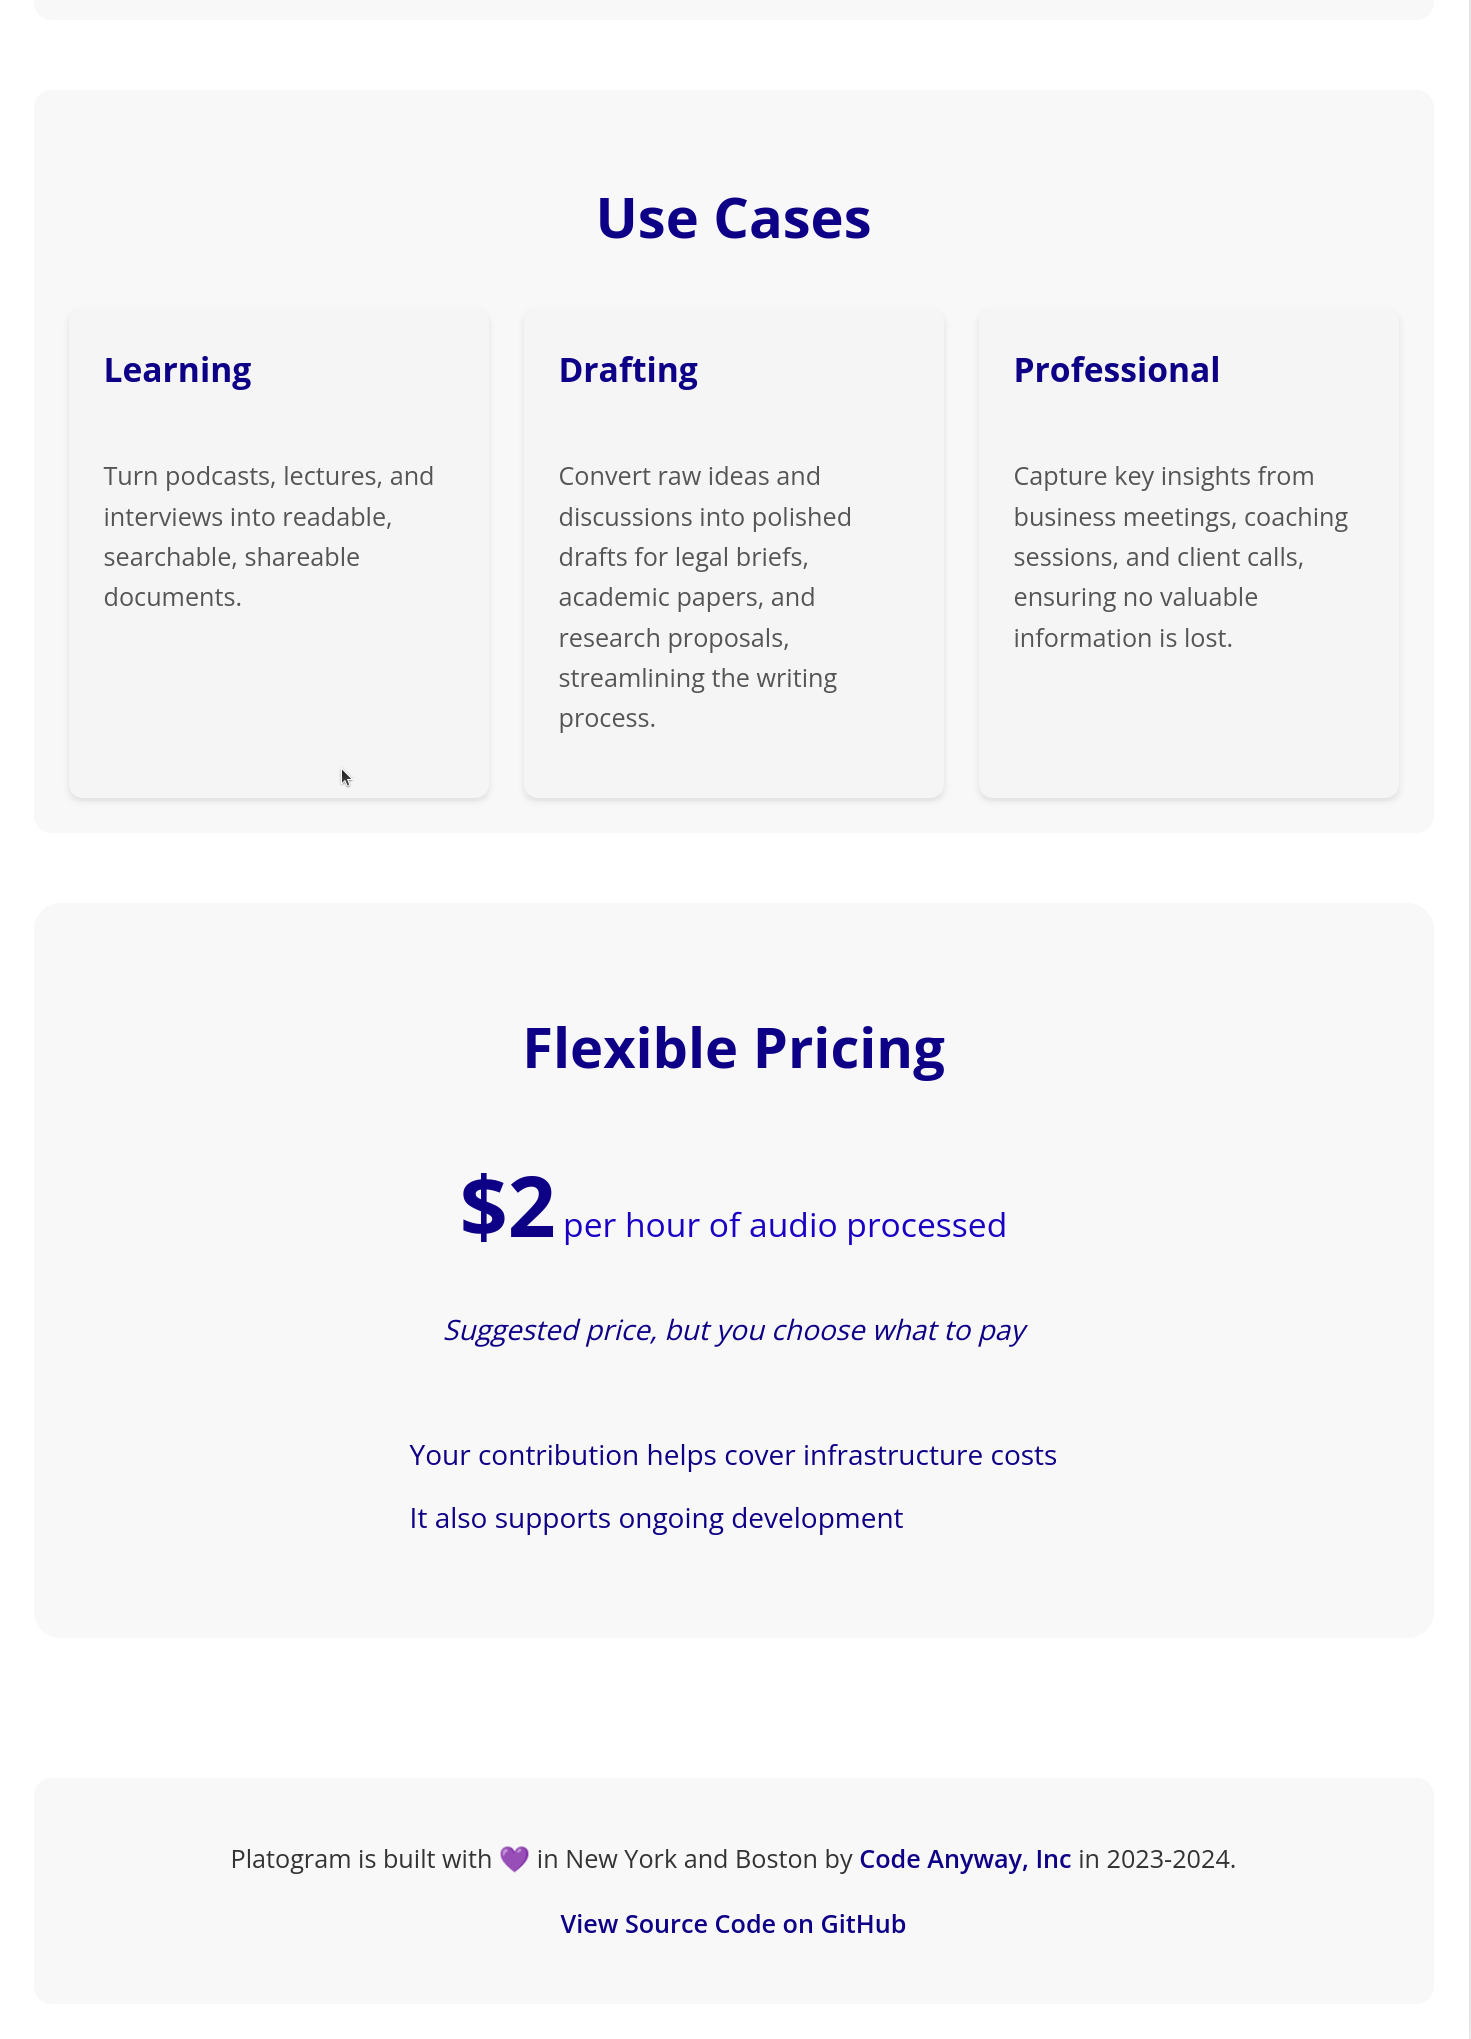 Use Cases
Learning
Turn podcasts, lectures, and
interviews into readable,
searchable, shareable
documents.
Drafting
Convert raw ideas and
discussions into polished
drafts for legal briefs,
academic papers, and
research proposals,
streamlining the writing
process.
Professional
Capture key insights from
business meetings, coaching
sessions, and client calls,
ensuring no valuable
information is lost.
Flexible Pricing
$2 per hour of audio processed
Suggested price, but you choose what to pay
Your contribution helps cover infrastructure costs
It also supports ongoing development
Platogram is built with 💜 in New York and Boston by Code Anyway, Inc in 2023-2024.
View Source Code on GitHub